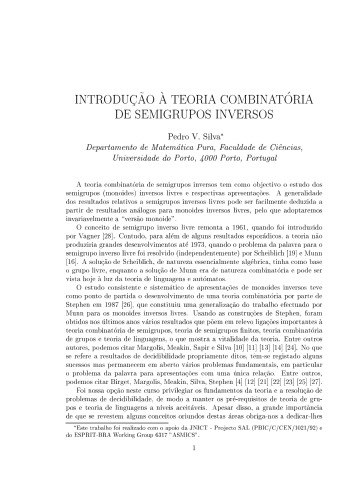 INTRODUÇÃO À TEORIA COMBINATÓRIA
DE SEMIGRUPOS INVERSOS
Pedro V. Silva*
Departamento de Matemática Pura, Faculdade de Ciências,
Universidade do Porto, 4000 Porto, Portugal
A teoria combinatória de semigrupos inversos tem como objectivo o estudo dos
semigrupos (monoides) inversos livres e respectivas apresentações. A generalidade
dos resultados relativos a semigrupos inversos livres pode ser facilmente deduzida a
partir de resultados análogos para monoides inversos livres, pelo que adoptaremos
invariavelmente a "versão monoide".
O conceito de semigrupo inverso livre remonta a 1961, quando foi introduzido
por Vagner [28]. Contudo, para além de alguns resultados esporádicos, a teoria não
produziria grandes desenvolvimentos até 1973, quando o problema da palavra para o
semigrupo inverso livre foi resolvido (independentemente) por Scheiblich [19] e Munn
[16]. A solução de Scheiblich, de natureza essencialmente algébrica, tinha como base
o grupo livre, enquanto a solução de Munn era de natureza combinatória e pode ser
vista hoje à luz da teoria de linguagens e autómatos.
O estudo consistente e sistemático de apresentações de monoides inversos teve
como ponto de partida o desenvolvimento de uma teoria combinatória por parte de
Stephen em 1987 [26], que constituiu uma generalização do trabalho efectuado por
Munn para os monoides inversos livres. Usando as construções de Stephen, foram
obtidos nos últimos anos vários resultados que põem em relevo ligações importantes à
teoria combinatória de grupos, teoria de semigrupos finitos, teoria combinatória
de grupos e teoria de linguagens, o que mostra a vitalidade da teoria. Entre outros
autores, podemos citar Margolis, Meakin, Sapir e Silva [10] [11] [13] [14] [24]. No que
se refere a resultados de decidibilidade propriamente ditos, tem-se registado alguns
sucessos mas permanecem em aberto vários problemas fundamentais, em particular
o problema da palavra para apresentações com uma única relação. Entre outros,
podemos citar Birget, Margolis, Meakin, Silva, Stephen [4] [12] [21] [22] [23] [25] [27].
Foi nossa opção neste curso privilegiar os fundamentos da teoria e a resolução de
problemas de decidibilidade, de modo a manter os pré-requisitos de teoria de gru-
pos e teoria de linguagens a níveis aceitáveis. Apesar disso, a grande importância
de que se revestem alguns conceitos oriundos destas áreas obriga-nos a dedicar-lhes
*Este trabalho foi realizado com o apoio da JNICT - Projecto SAL (PBIC/C/CEN/1021/92) e
do ESPRIT-BRA Working Group 6317 "ASMICS".
1